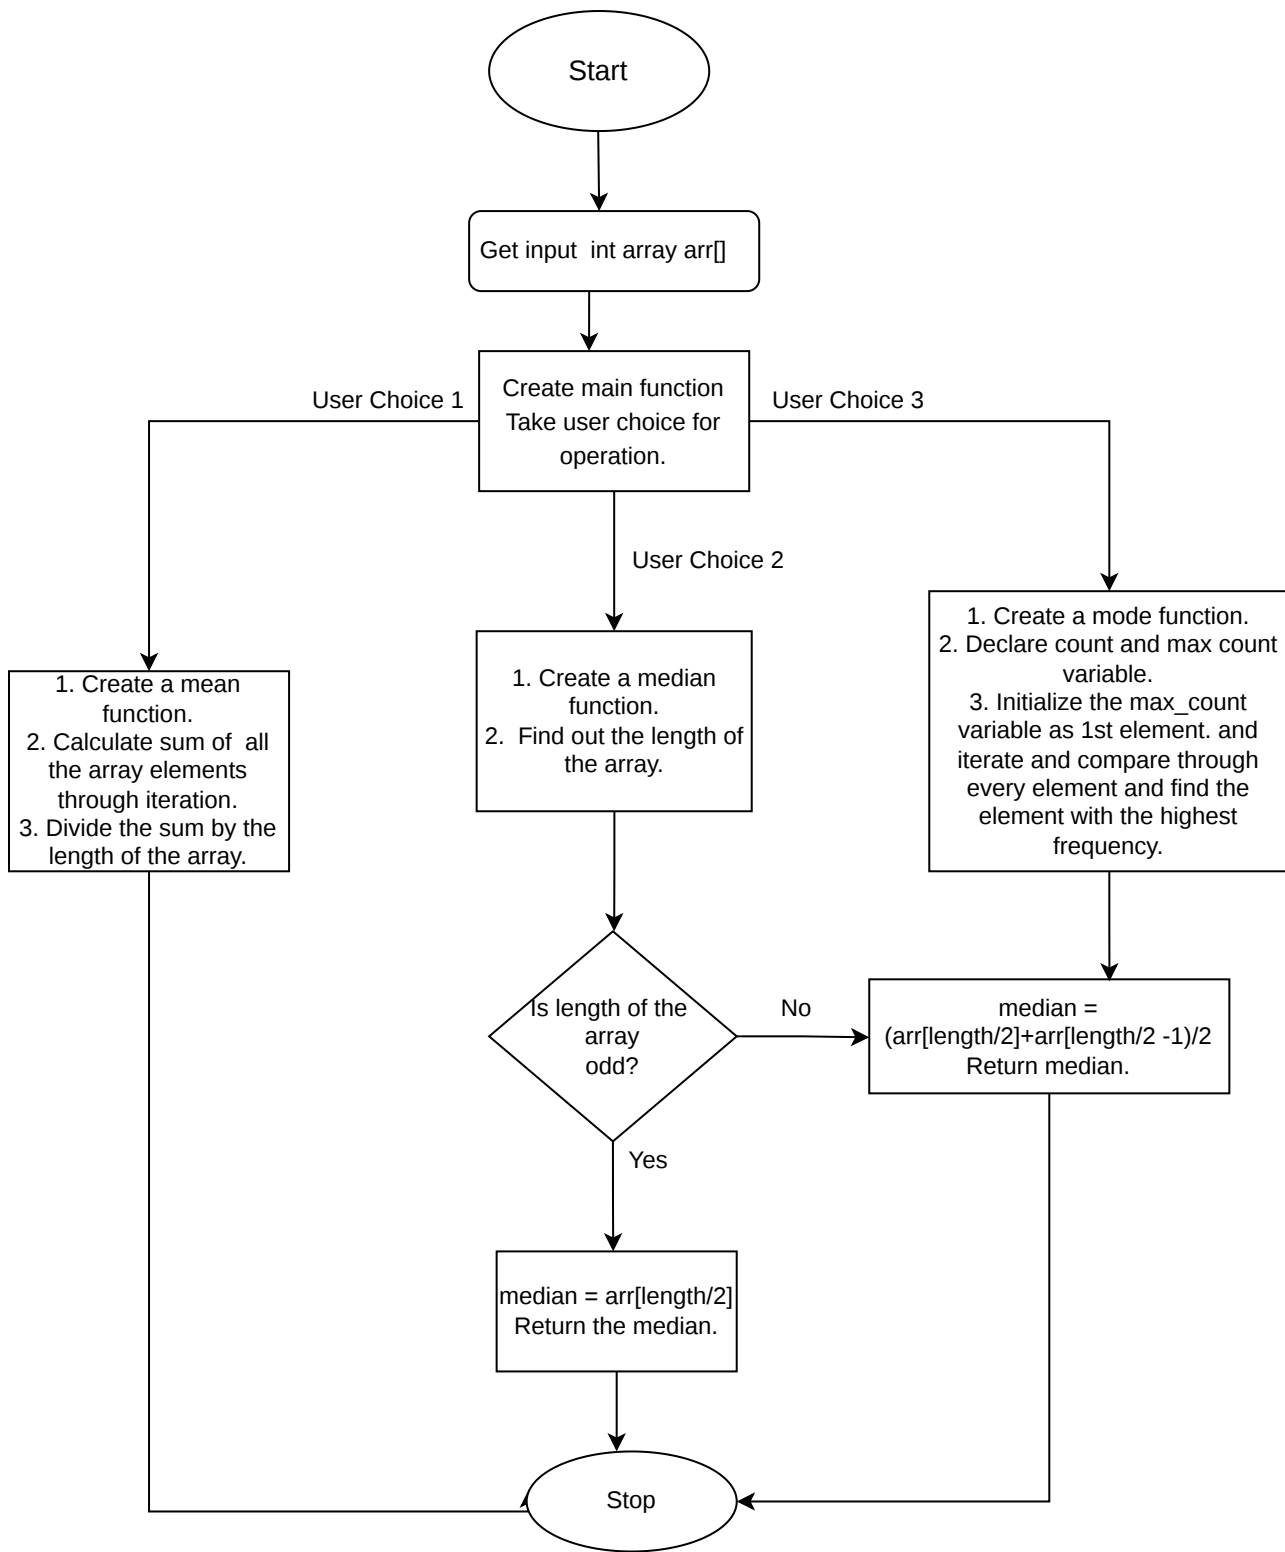 Start
Get input  int array arr[]
Create main function
Take user choice for
operation.
User Choice 1
User Choice 3
User Choice 2
1. Create a mean
function.
2. Calculate sum of  all
the array elements
through iteration.
3. Divide the sum by the
length of the array.
1. Create a median
function.
2.  Find out the length of
the array.
1. Create a mode function.
2. Declare count and max count
variable.
3. Initialize the max_count
variable as 1st element. and
iterate and compare through
every element and find the
element with the highest
frequency.
Is length of the
array
odd?
No
median =
(arr[length/2]+arr[length/2 -1)/2
Return median.
Yes
median = arr[length/2]
Return the median.
Stop